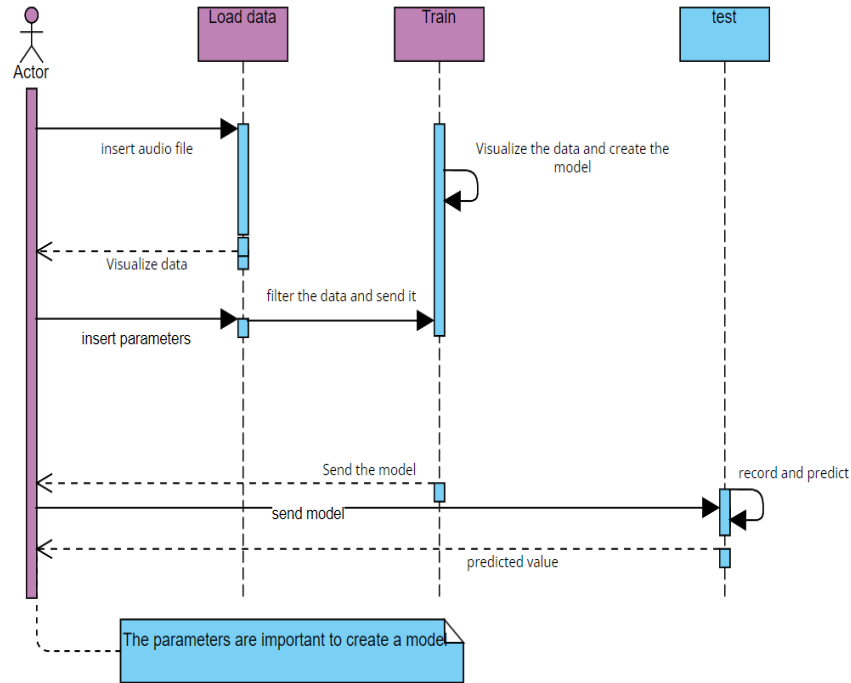 Load data
Train
test
Actor
insert audio file
Visualize the data and create the
model
Visualize data
filter the data and send it
insert parameters
Send the model
record and predict
send model
predicted value
The parameters are important to create a model